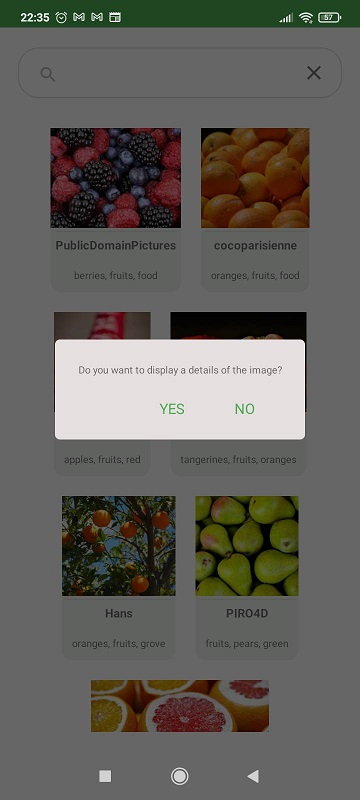 22:35
57
PublicDomainPictures
cocoparisienne
berries, fruits, food
oranges, fruits, food
Do you want to display a details of the image?
YES
NO
apples, fruits, red
tangerines, fruits, oranges
Hans
PIRO4D
oranges, fruits, grove
fruits, pears, green